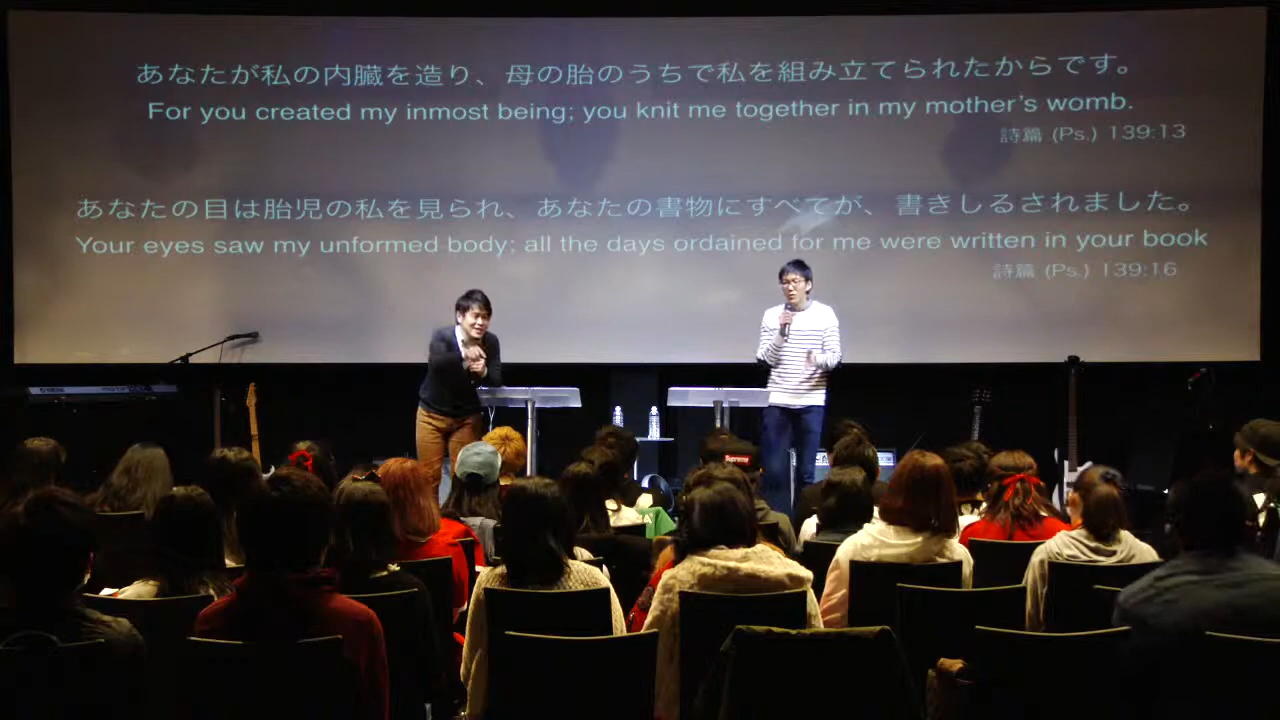 あなたが私の内臓を造り、母の胎のうちで私を組み立てられたからです。
For you created my inmost being; you knit me together in my mother's womb.
詩篇 (Ps.) 139:13
あなたの目は胎児の私を見られ、あなたの書物にすべてが、書きしるされました。
Your eyes saw my unformed body; all the days ordained for me were written in your book
詩篇 (Ps.) 139:16
Supreme